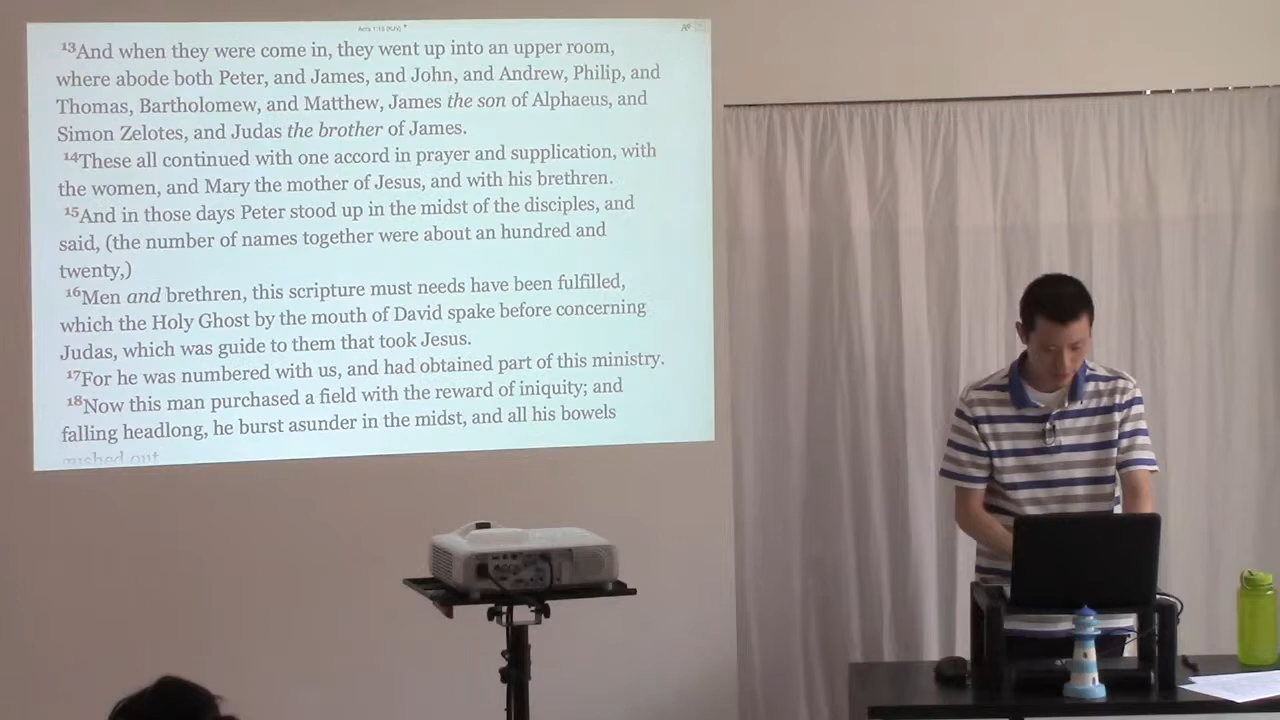 Acts 1:15 (KJV)
13And when they were come in, they went up into an upper room,
where abode both Peter, and James, and John, and Andrew, Philip, and
Thomas, Bartholomew, and Matthew, James the son of Alphaeus, and
Simon Zelotes, and Judas the brother of James.
14These all continued with one accord in prayer and supplication, with
the women, and Mary the mother of Jesus, and with his brethren.
15And in those days Peter stood up in the midst of the disciples, and
said, (the number of names together were about an hundred and
twenty,)
16Men and brethren, this scripture must needs have been fulfilled,
which the Holy Ghost by the mouth of David spake before concerning
Judas, which was guide to them that took Jesus.
17For he was numbered with us, and had obtained part of this ministry.
18Now this man purchased a field with the reward of iniquity; and
falling headlong, he burst asunder in the midst, and all his bowels
gushed out